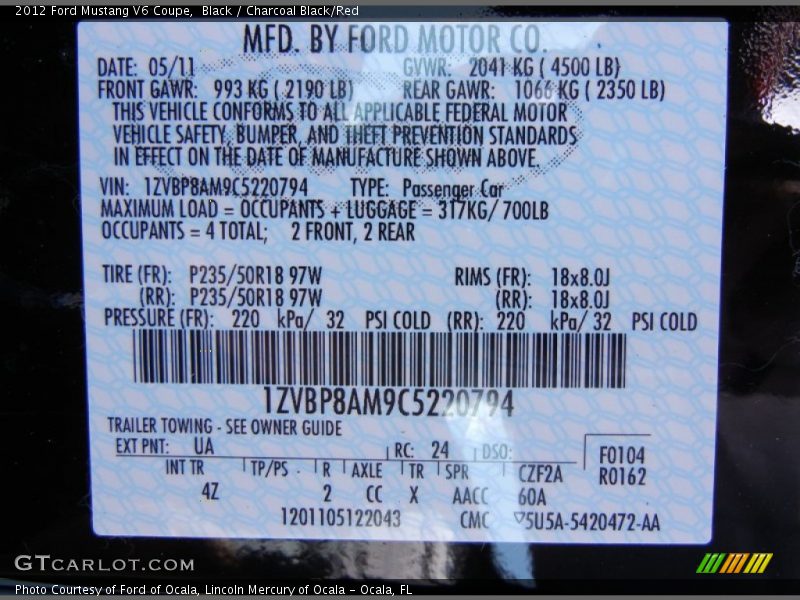 2012 Ford Mustang V6 Coupe,  Black / Charcoal Black/Red
MFD. BY FORD MOTOR CO.
DATE: 05/11 GVWR: 2041 KG ( 4500 LB)
FRONT GAWR: 993 KG ( 2190 LB) REAR GAWR: 1066 KG ( 2350 LB)
THIS VEHICLE CONFORMS TO ALL APPLICABLE FEDERAL MOTOR
VEHICLE SAFETY, BUMPER, AND THEFT PREVENTION STANDARDS
IN EFFECT ON THE DATE OF MANUFACTURE SHOWN ABOVE.
VIN: 1ZVBP8AM9C5220794 TYPE: Passenger Car
MAXIMUM LOAD = OCCUPANTS + LUGGAGE = 317KG/ 700LB
OCCUPANTS = 4 TOTAL; 2 FRONT, 2 REAR
TIRE (FR): P235/50R18 97W RIMS (FR): 18x8.0J
(RR): P235/50R18 97W (RR): 18x8.0J
PRESSURE (FR): 220 kPa/ 32 PSI COLD (RR): 220 kPa/ 32 PSI COLD
1ZVBP8AM9C5220794
TRAILER TOWING - SEE OWNER GUIDE
EXT PNT: UA RC: 24 DSO: F0104
INT TR TP/PS R AXLE TR SPR CZF2A R0162
4Z 2 CC X AACC 60A
1201105122043 CMC ▽5U5A-5420472-AA
GTCARLOT.COM
Photo Courtesy of Ford of Ocala, Lincoln Mercury of Ocala - Ocala, FL